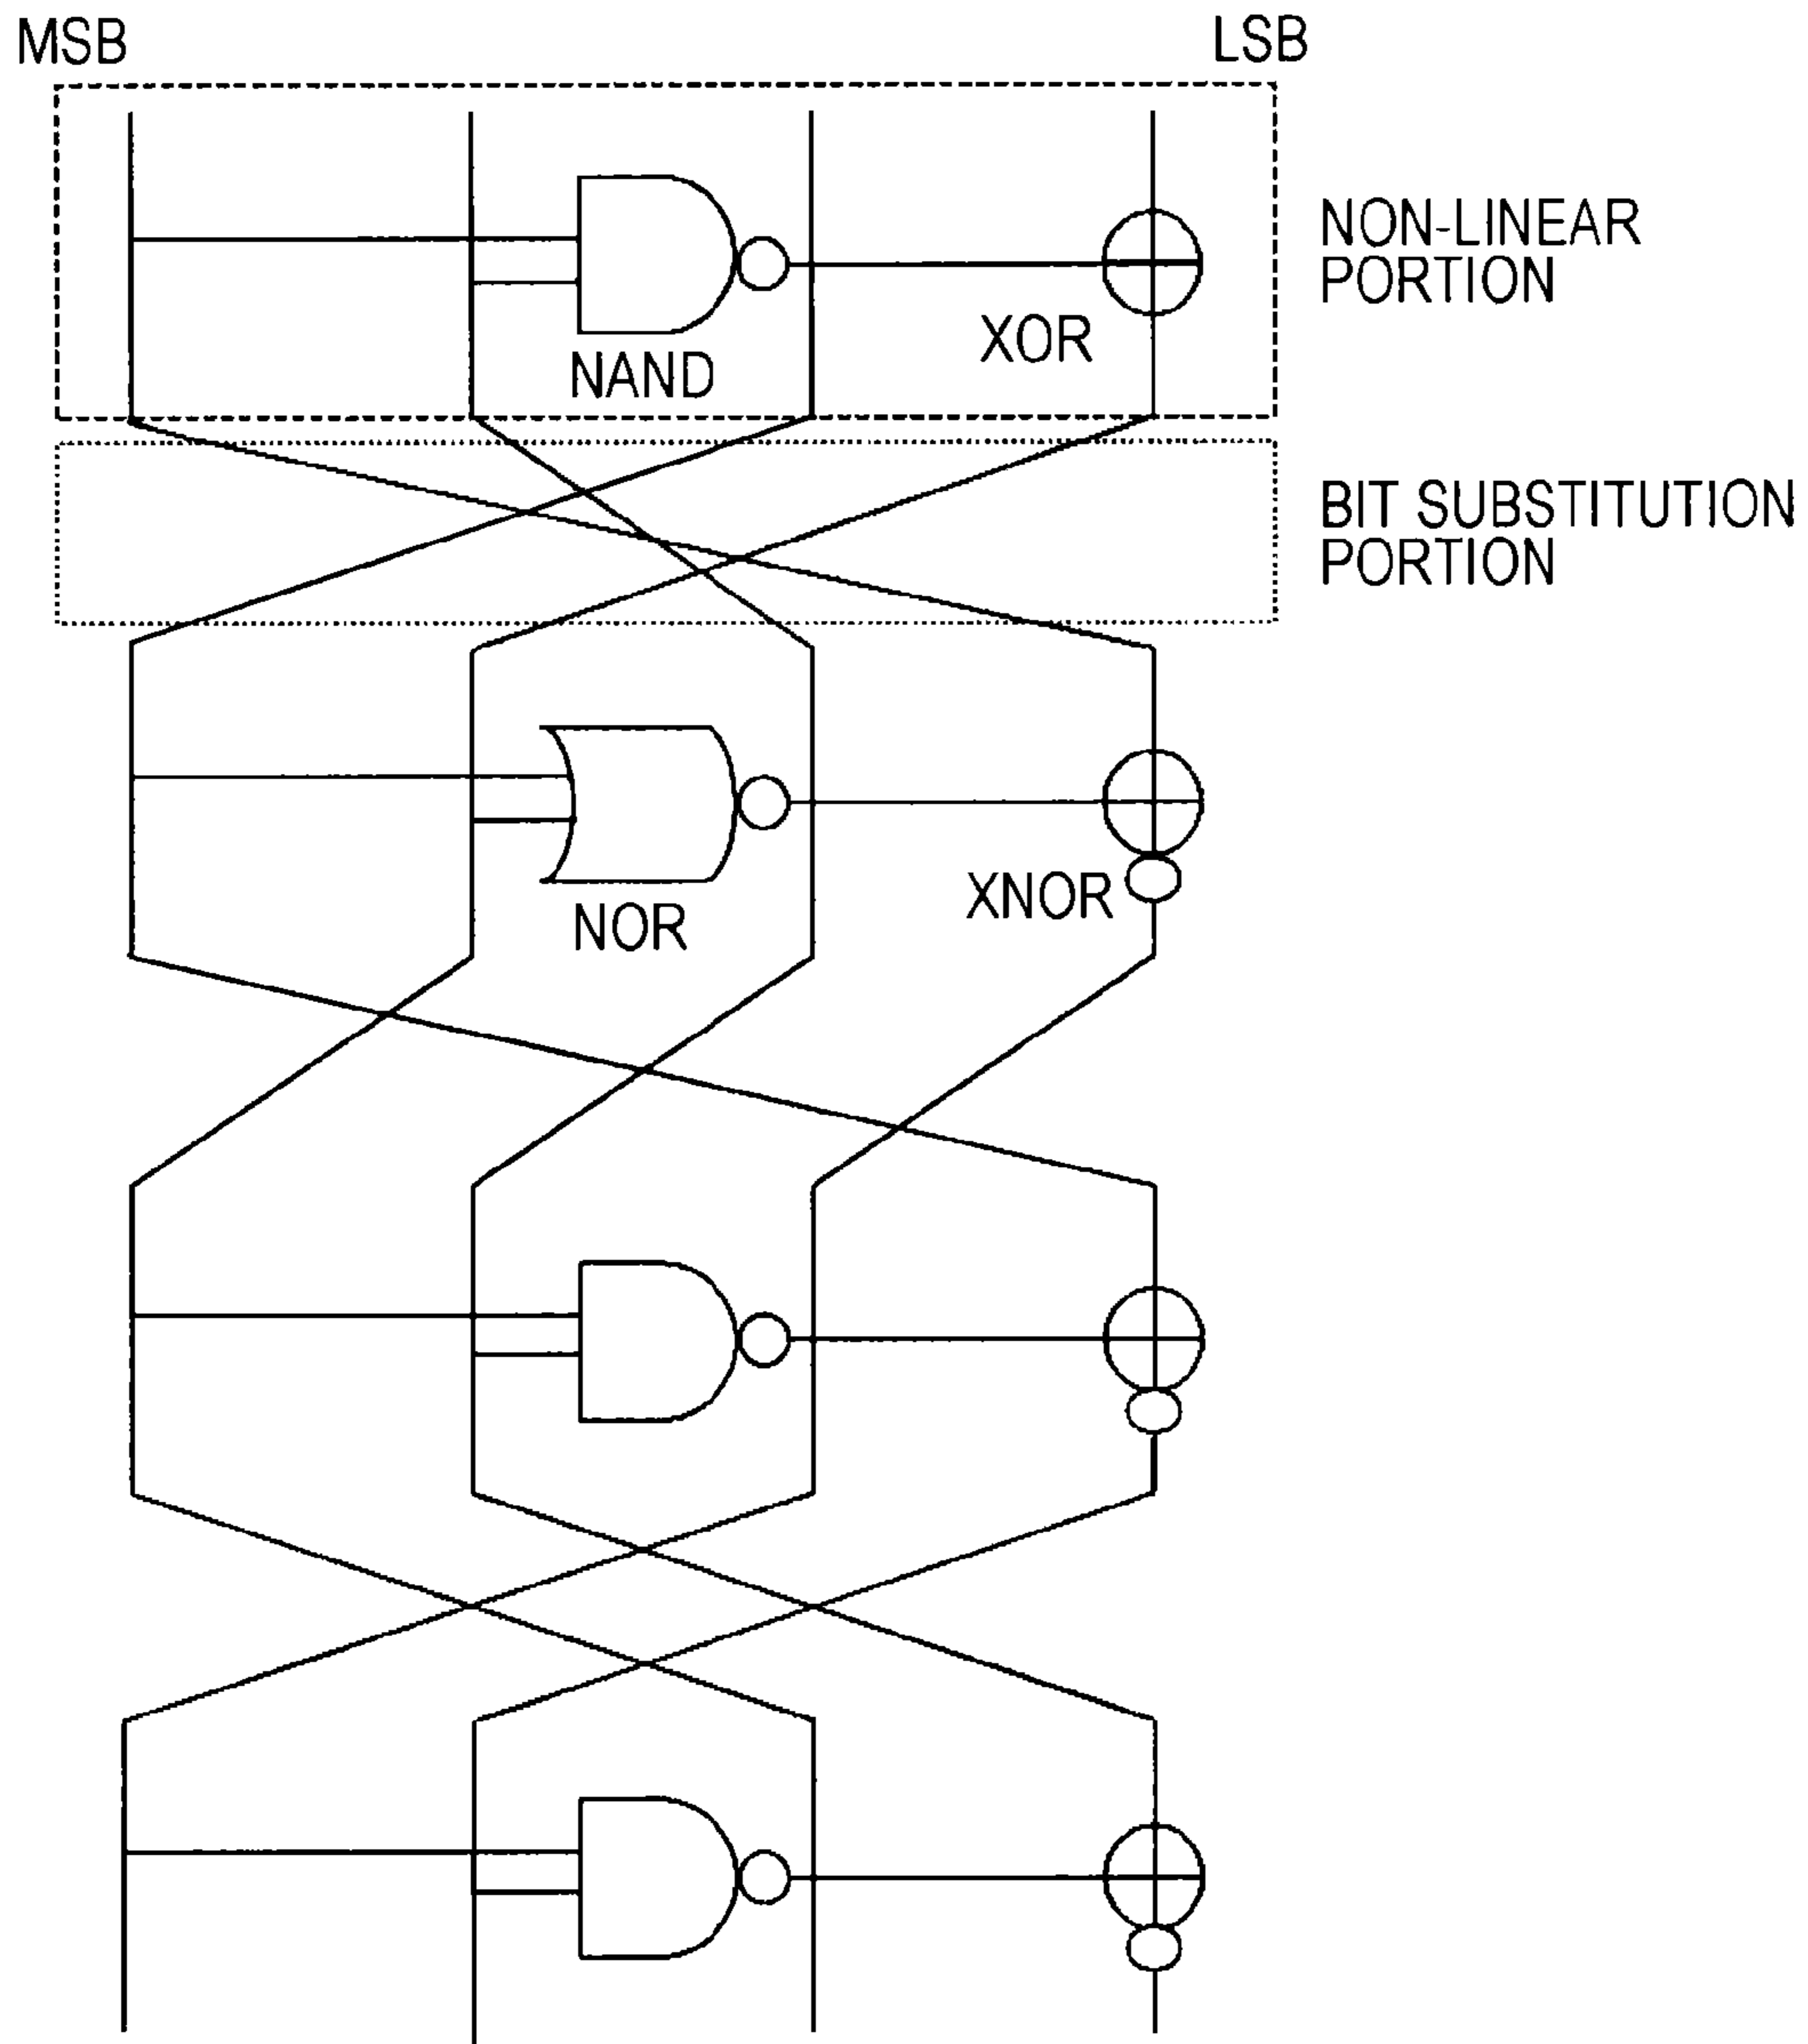 MSB
LSB
NON-LINEAR
PORTION
XOR
NAND
BIT SUBSTITUTION
PORTION
XNOR
NOR